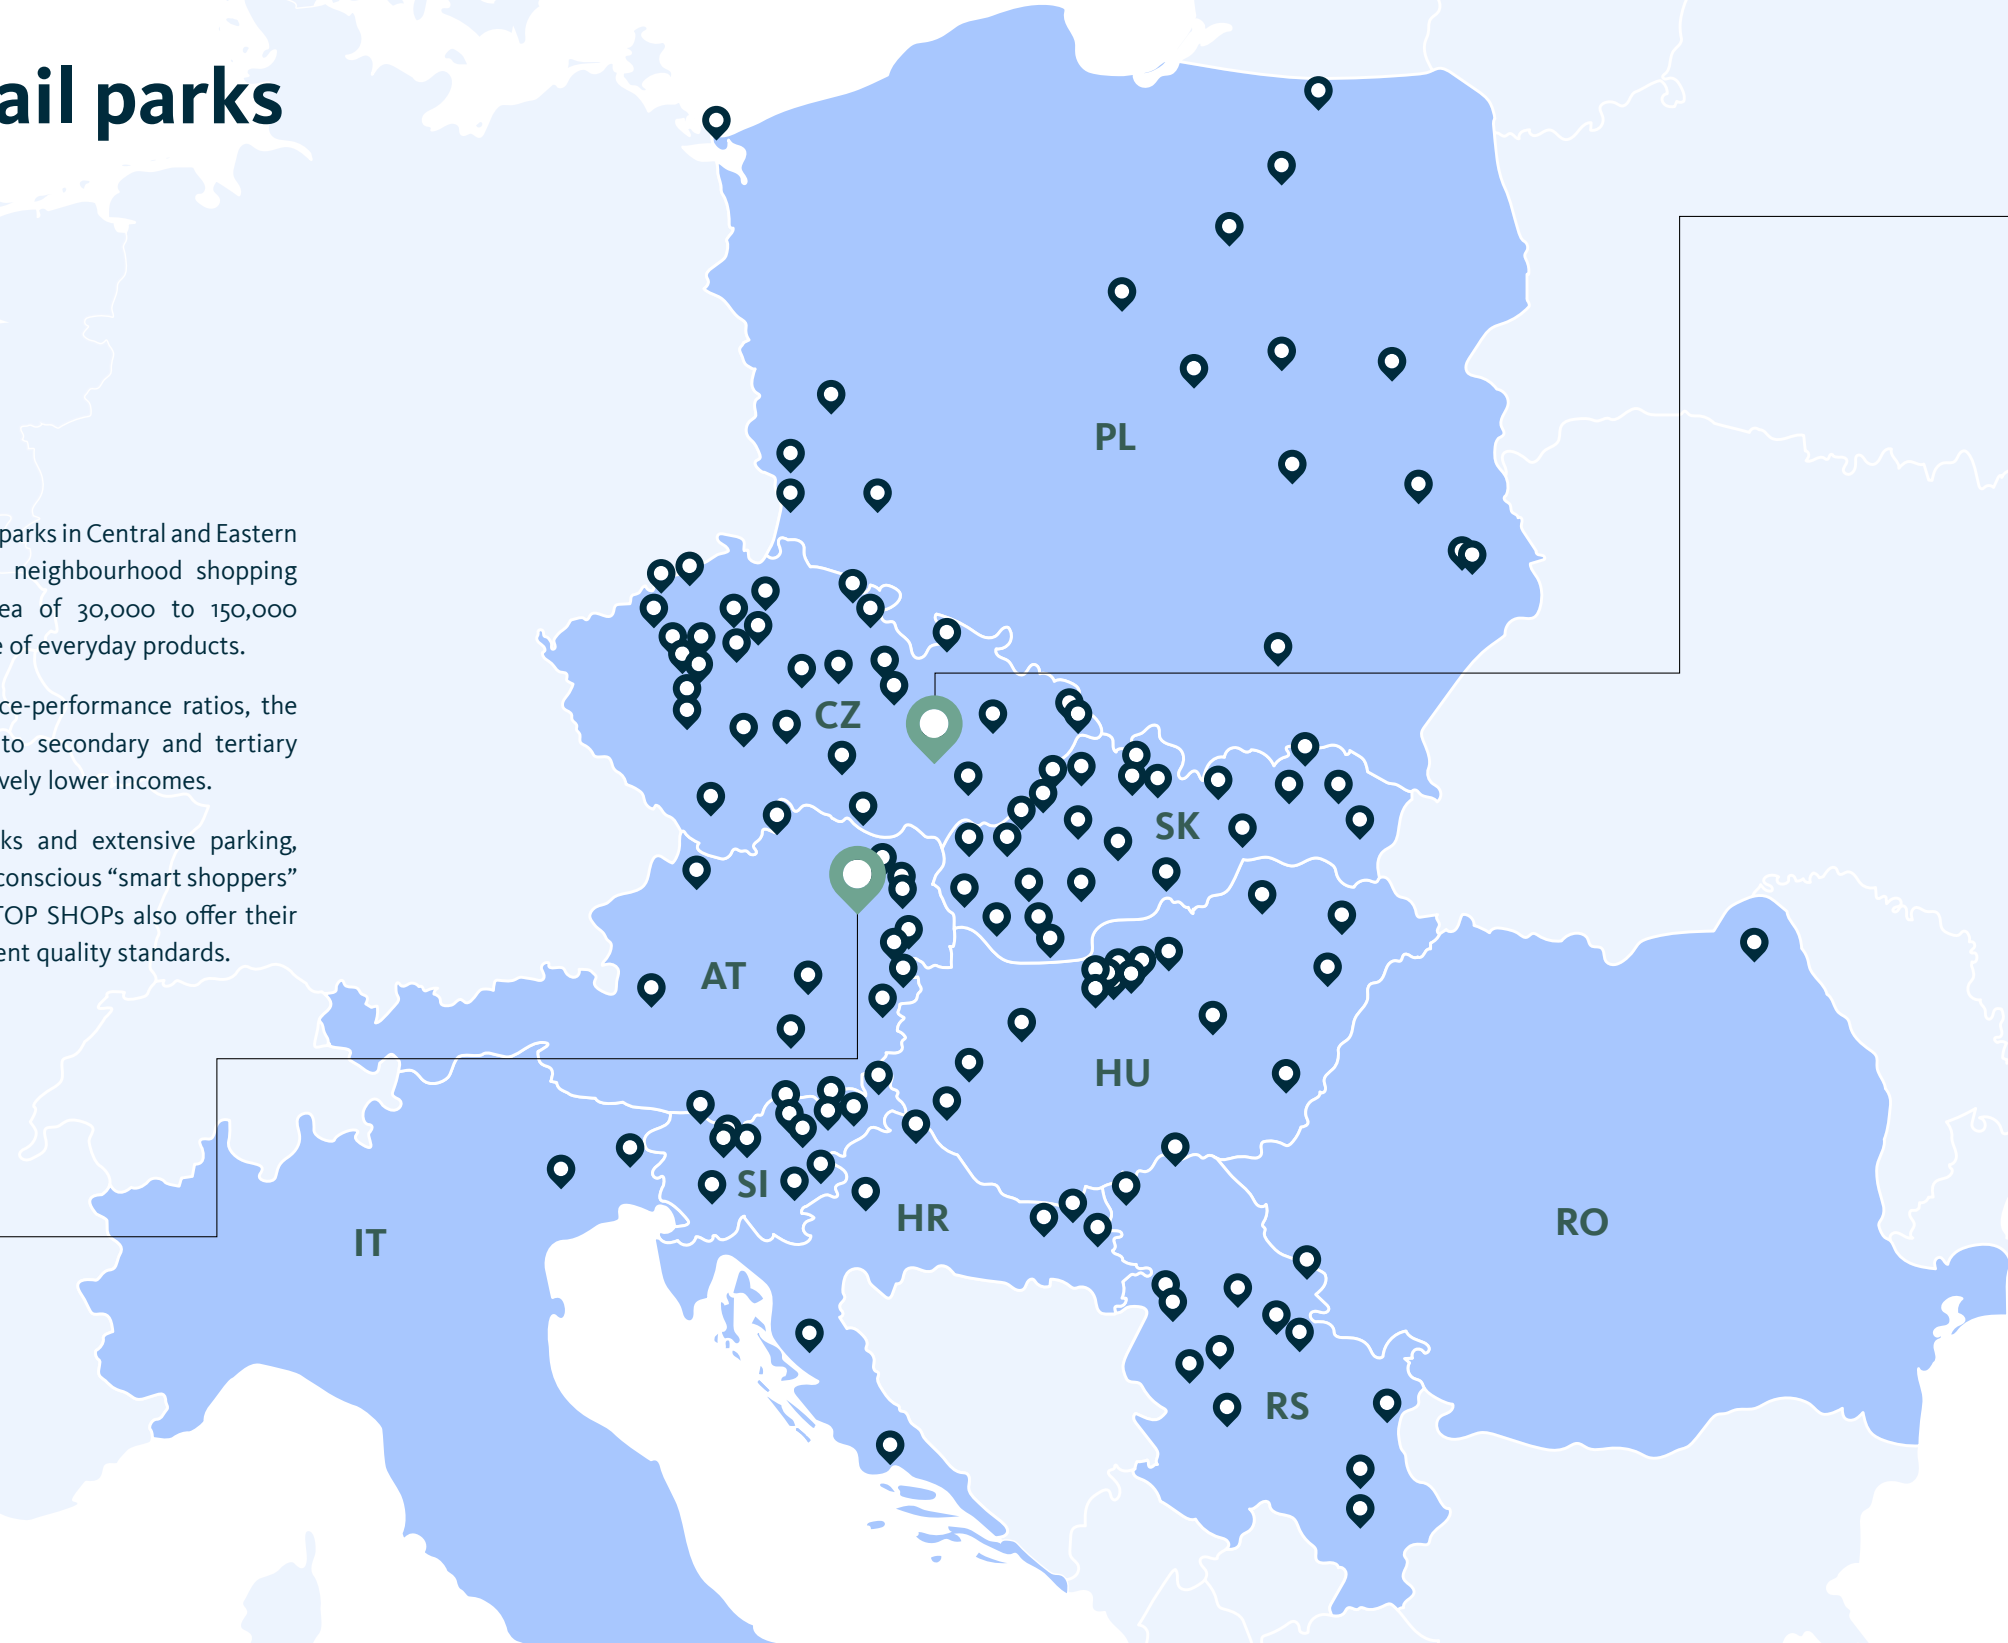 ail parks
parks in Central and Eastern
neighbourhood shopping
ea of 30,000 to 150,000
e of everyday products.
ce-performance ratios, the
to secondary and tertiary
vely lower incomes.
ks and extensive parking,
conscious “smart shoppers”
TOP SHOPs also offer their
ent quality standards.
PL
CZ
SK
AT
HU
SI
HR
IT
RO
RS